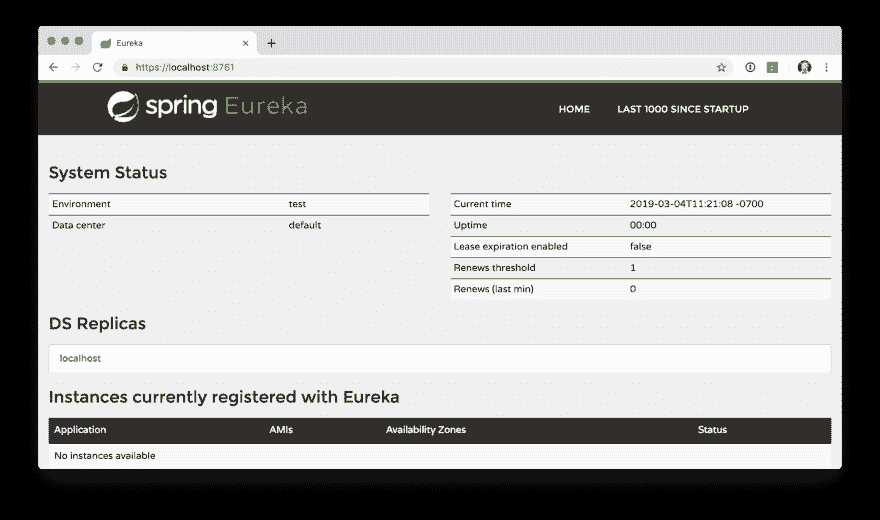 Eureka
https://localhost:8761
spring Eureka
HOME
LAST 1000 SINCE STARTUP
System Status
Environment test
Data center default
Current time 2019-03-04T11:21:08 -0700
Uptime 00:00
Lease expiration enabled false
Renews threshold 1
Renews (last min) 0
DS Replicas
localhost
Instances currently registered with Eureka
Application AMIs Availability Zones Status
No instances available